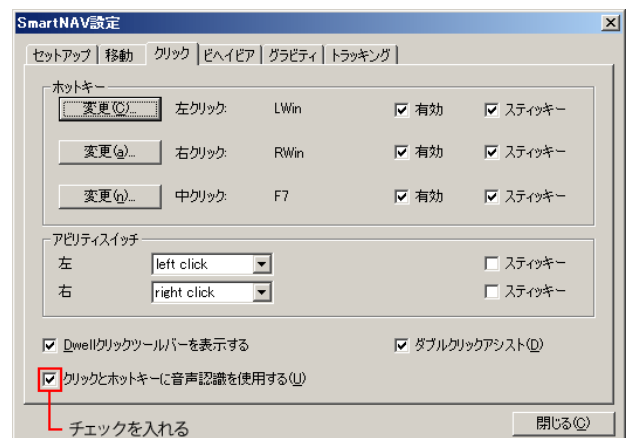 SmartNAV設定
セットアップ 移動 クリック ビヘイビア グラビティ トラッキング
ホットキー
変更(C)... 左クリック: LWin 有効 スティッキー
変更(a)... 右クリック: RWin 有効 スティッキー
変更(n)... 中クリック: F7 有効 スティッキー
アビリティスイッチ
左 left click スティッキー
右 right click スティッキー
Dwellクリックツールバーを表示する ダブルクリックアシスト(D)
クリックとホットキーに音声認識を使用する(U)
チェックを入れる 閉じる(C)